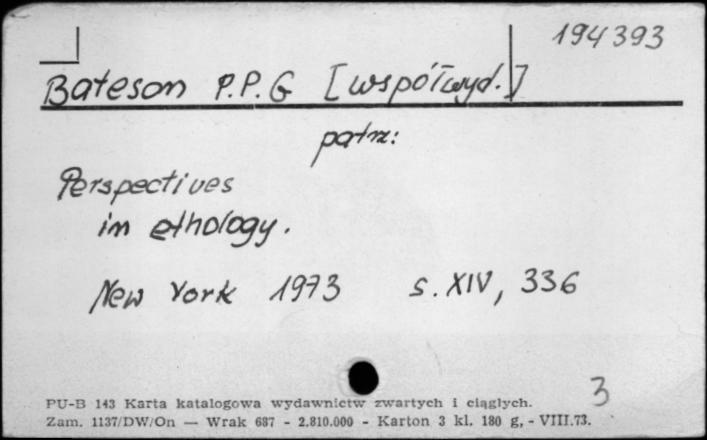 194393
Bateson P.P.G [współwyd.]
patrz:
Perspectives
in ethology.
New York 1973 s. XIV, 336
3
PU-B 143 Karta katalogowa wydawnictw zwartych i ciągłych.
Zam. 1137/DW/On — Wrak 687 - 2.810.000 - Karton 3 kl. 180 g, - VIII.73.